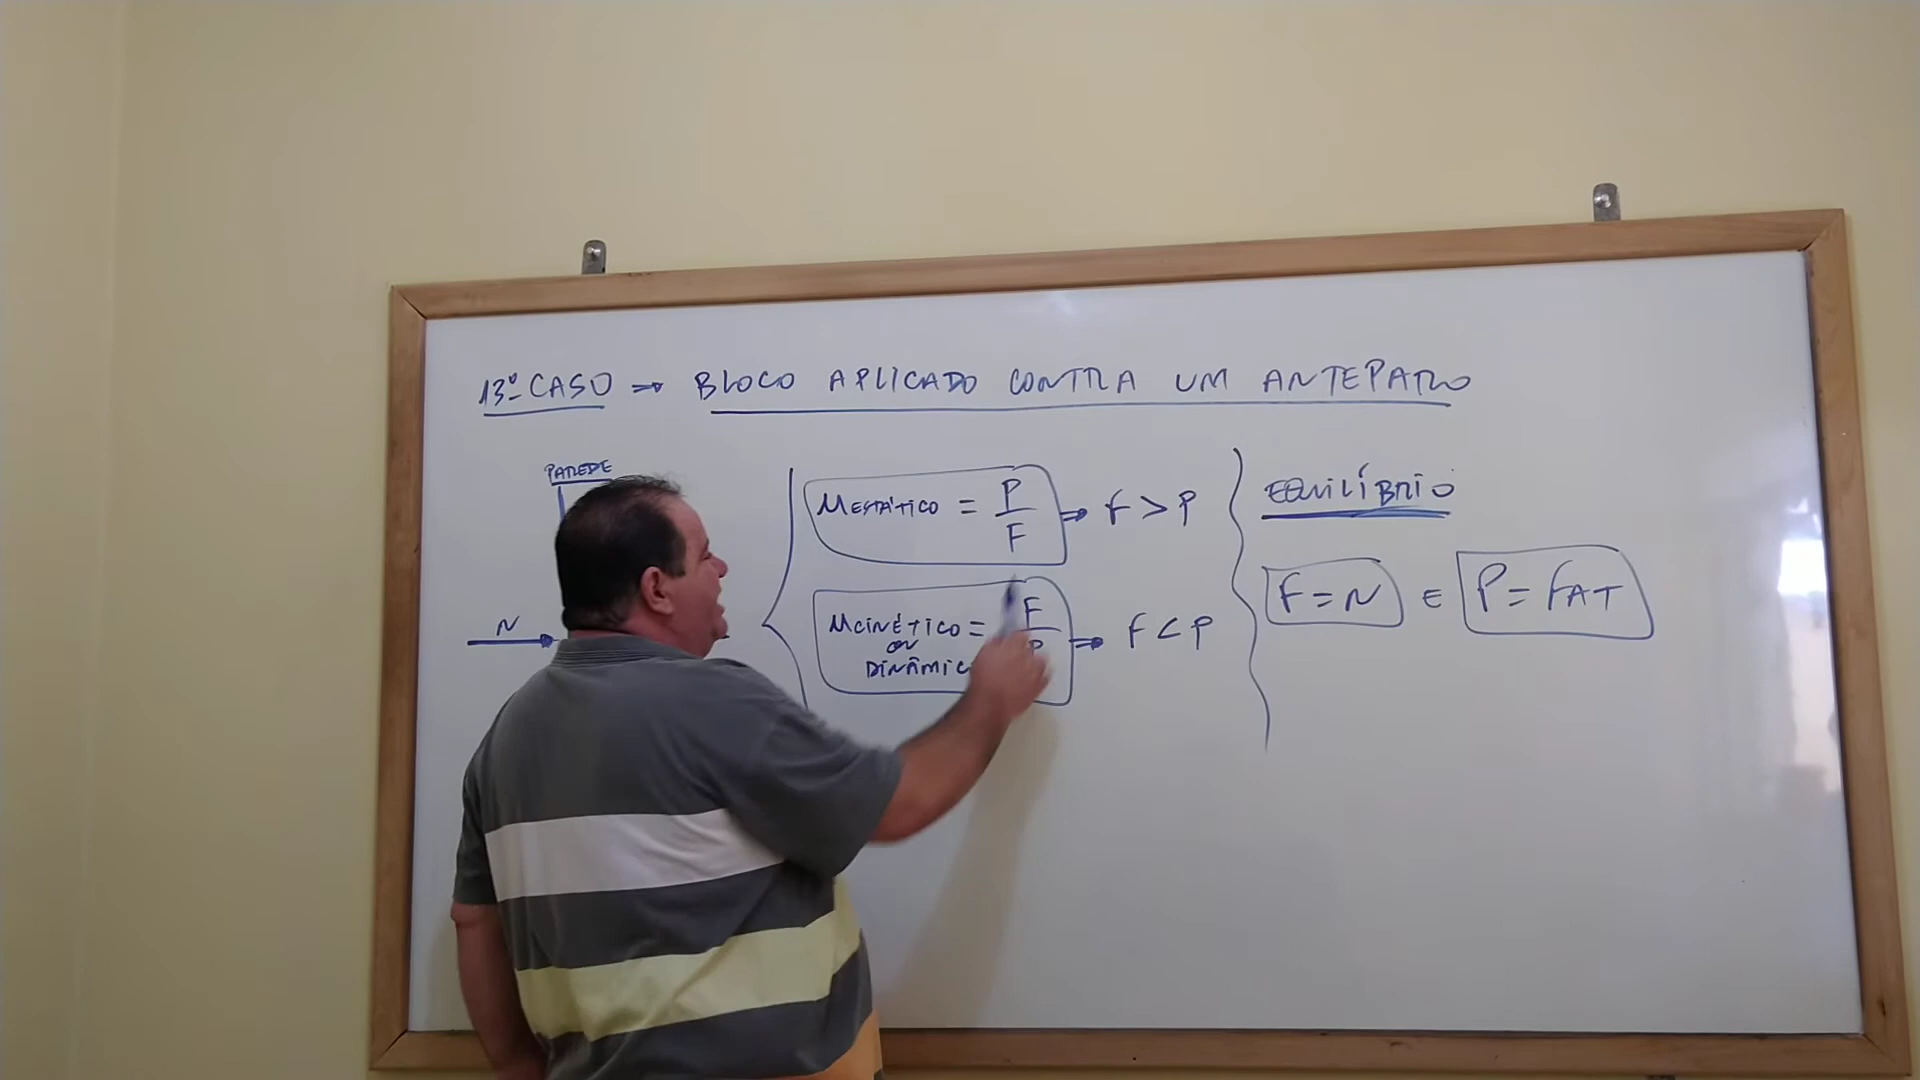 13º CASO → BLOCO APLICADO CONTRA UM ANTEPARO
PAREDE
N
μESTÁTICO = P/F → F > P
μCINÉTICO = F/P → F < P
OU
DINÂMIC
EQUILÍBRIO
F = N E P = FAT